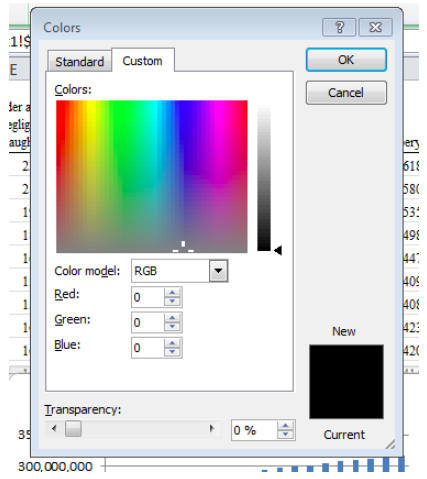 Colors
?
1!$
E
Standard
Custom
OK
Cancel
Colors:
der a
eglig
augh
ery
2
618
2
580
19
535
1
498
1
447
1
409
1
408
1
423
1
420
Color model: RGB
Red: 0
Green: 0
Blue: 0
New
Current
Transparency:
0 %
35
300,000,000